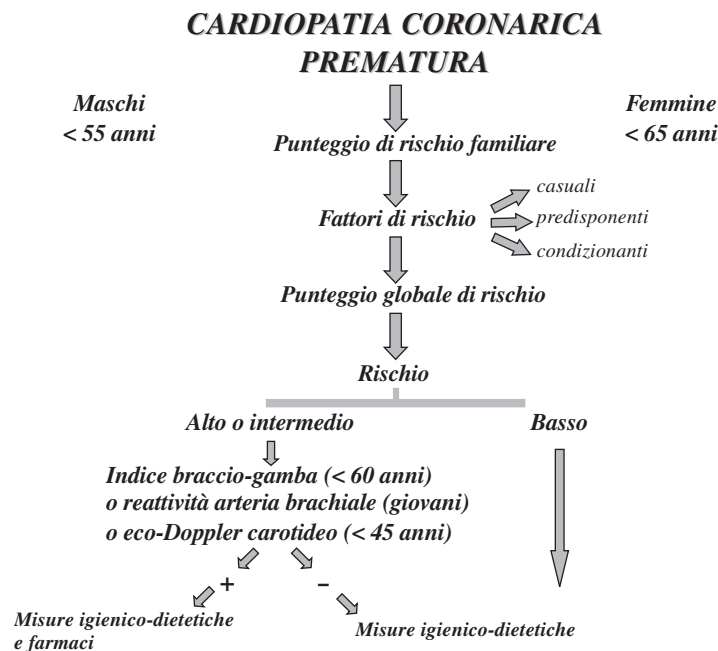 CARDIOPATIA CORONARICA
PREMATURA
Maschi
< 55 anni
Femmine
< 65 anni
Punteggio di rischio familiare
Fattori di rischio
casuali
predisponenti
condizionanti
Punteggio globale di rischio
Rischio
Alto o intermedio
Basso
Indice braccio-gamba (< 60 anni)
o reattività arteria brachiale (giovani)
o eco-Doppler carotideo (< 45 anni)
+
–
Misure igienico-dietetiche
e farmaci
Misure igienico-dietetiche